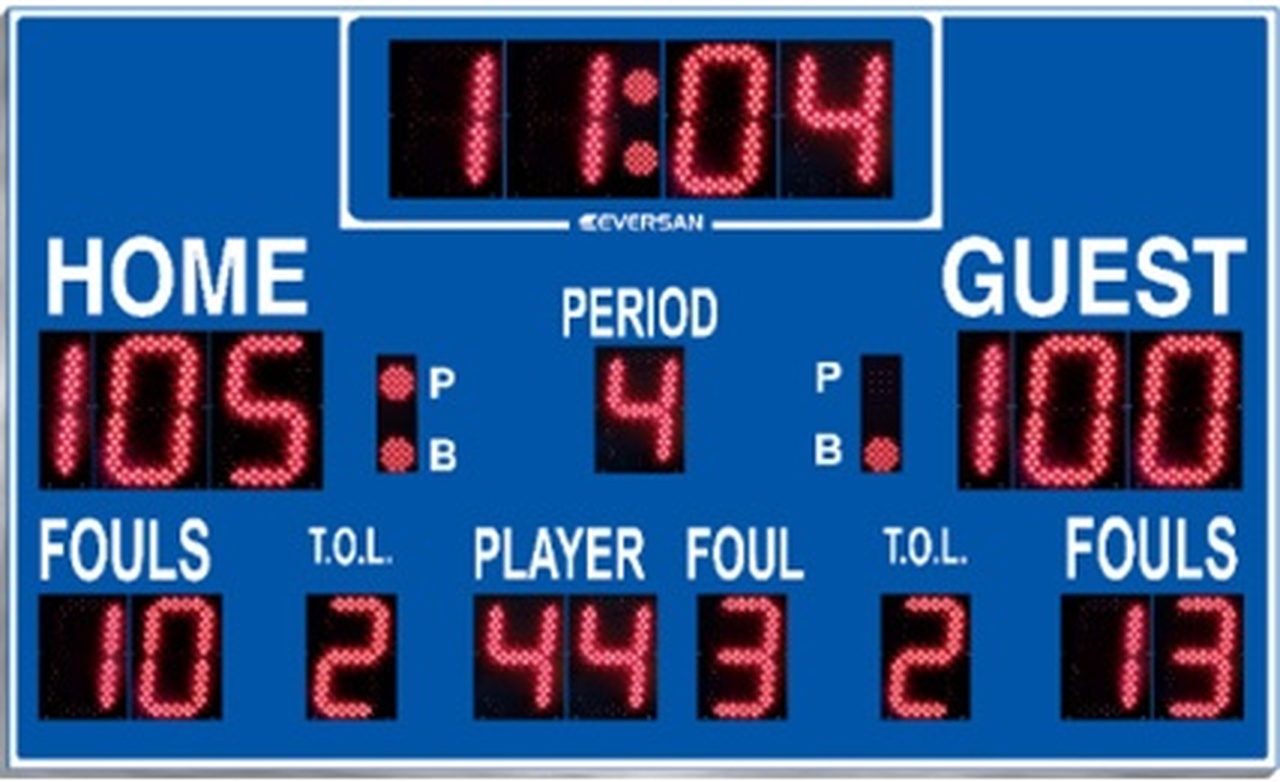 11:04
EVERSAN
HOME
GUEST
PERIOD
105
P
B
4
P
B
100
FOULS
T.O.L.
PLAYER
FOUL
T.O.L.
FOULS
10
2
44
3
2
13